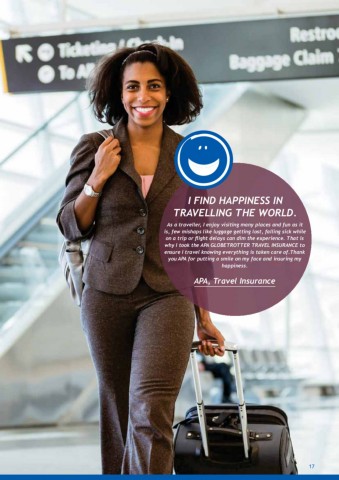 Restroo
Ticketing / Check-In
Baggage Claim
To Al
I FIND HAPPINESS IN
TRAVELLING THE WORLD.
As a traveller, I enjoy visiting many places and fun as it
is, few mishaps like luggage getting lost, falling sick while
on a trip or flight delays can dim the experience. That is
why I took the APA GLOBETROTTER TRAVEL INSURANCE to
ensure I travel knowing everything is taken care of.Thank
you APA for putting a smile on my face and insuring my
happiness.
APA, Travel Insurance
17